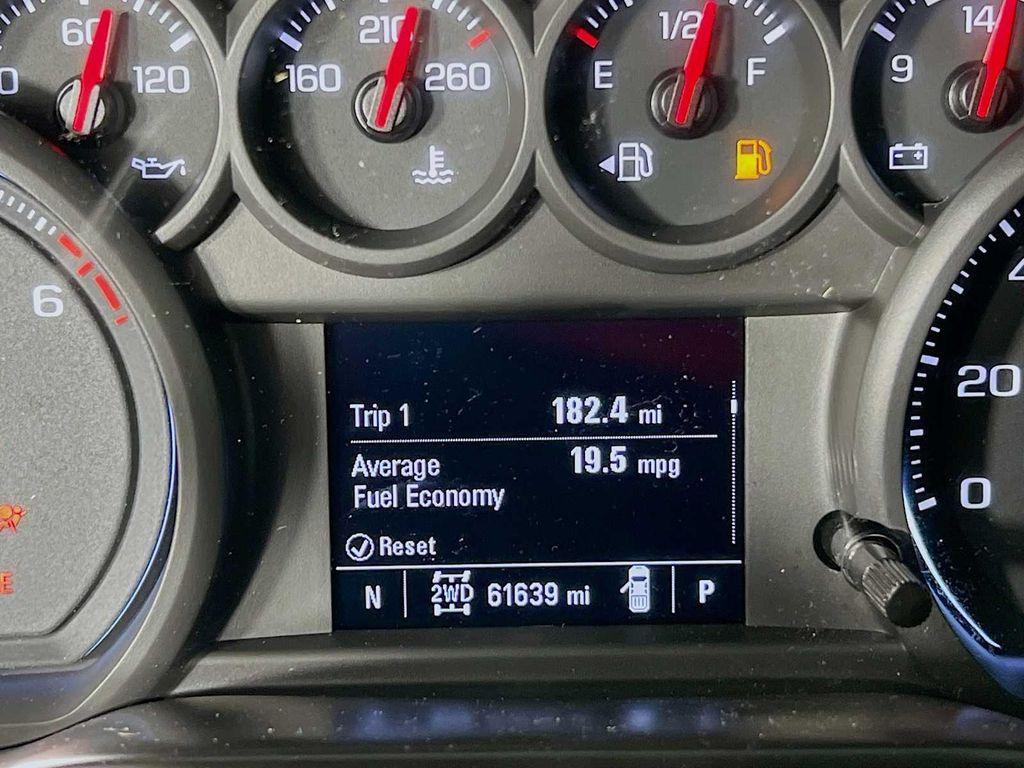 60
120
210
160
260
1/2
E
F
14
9
6
20
0
Trip 1 182.4 mi
Average 19.5 mpg
Fuel Economy
Reset
N 2WD 61639 mi P